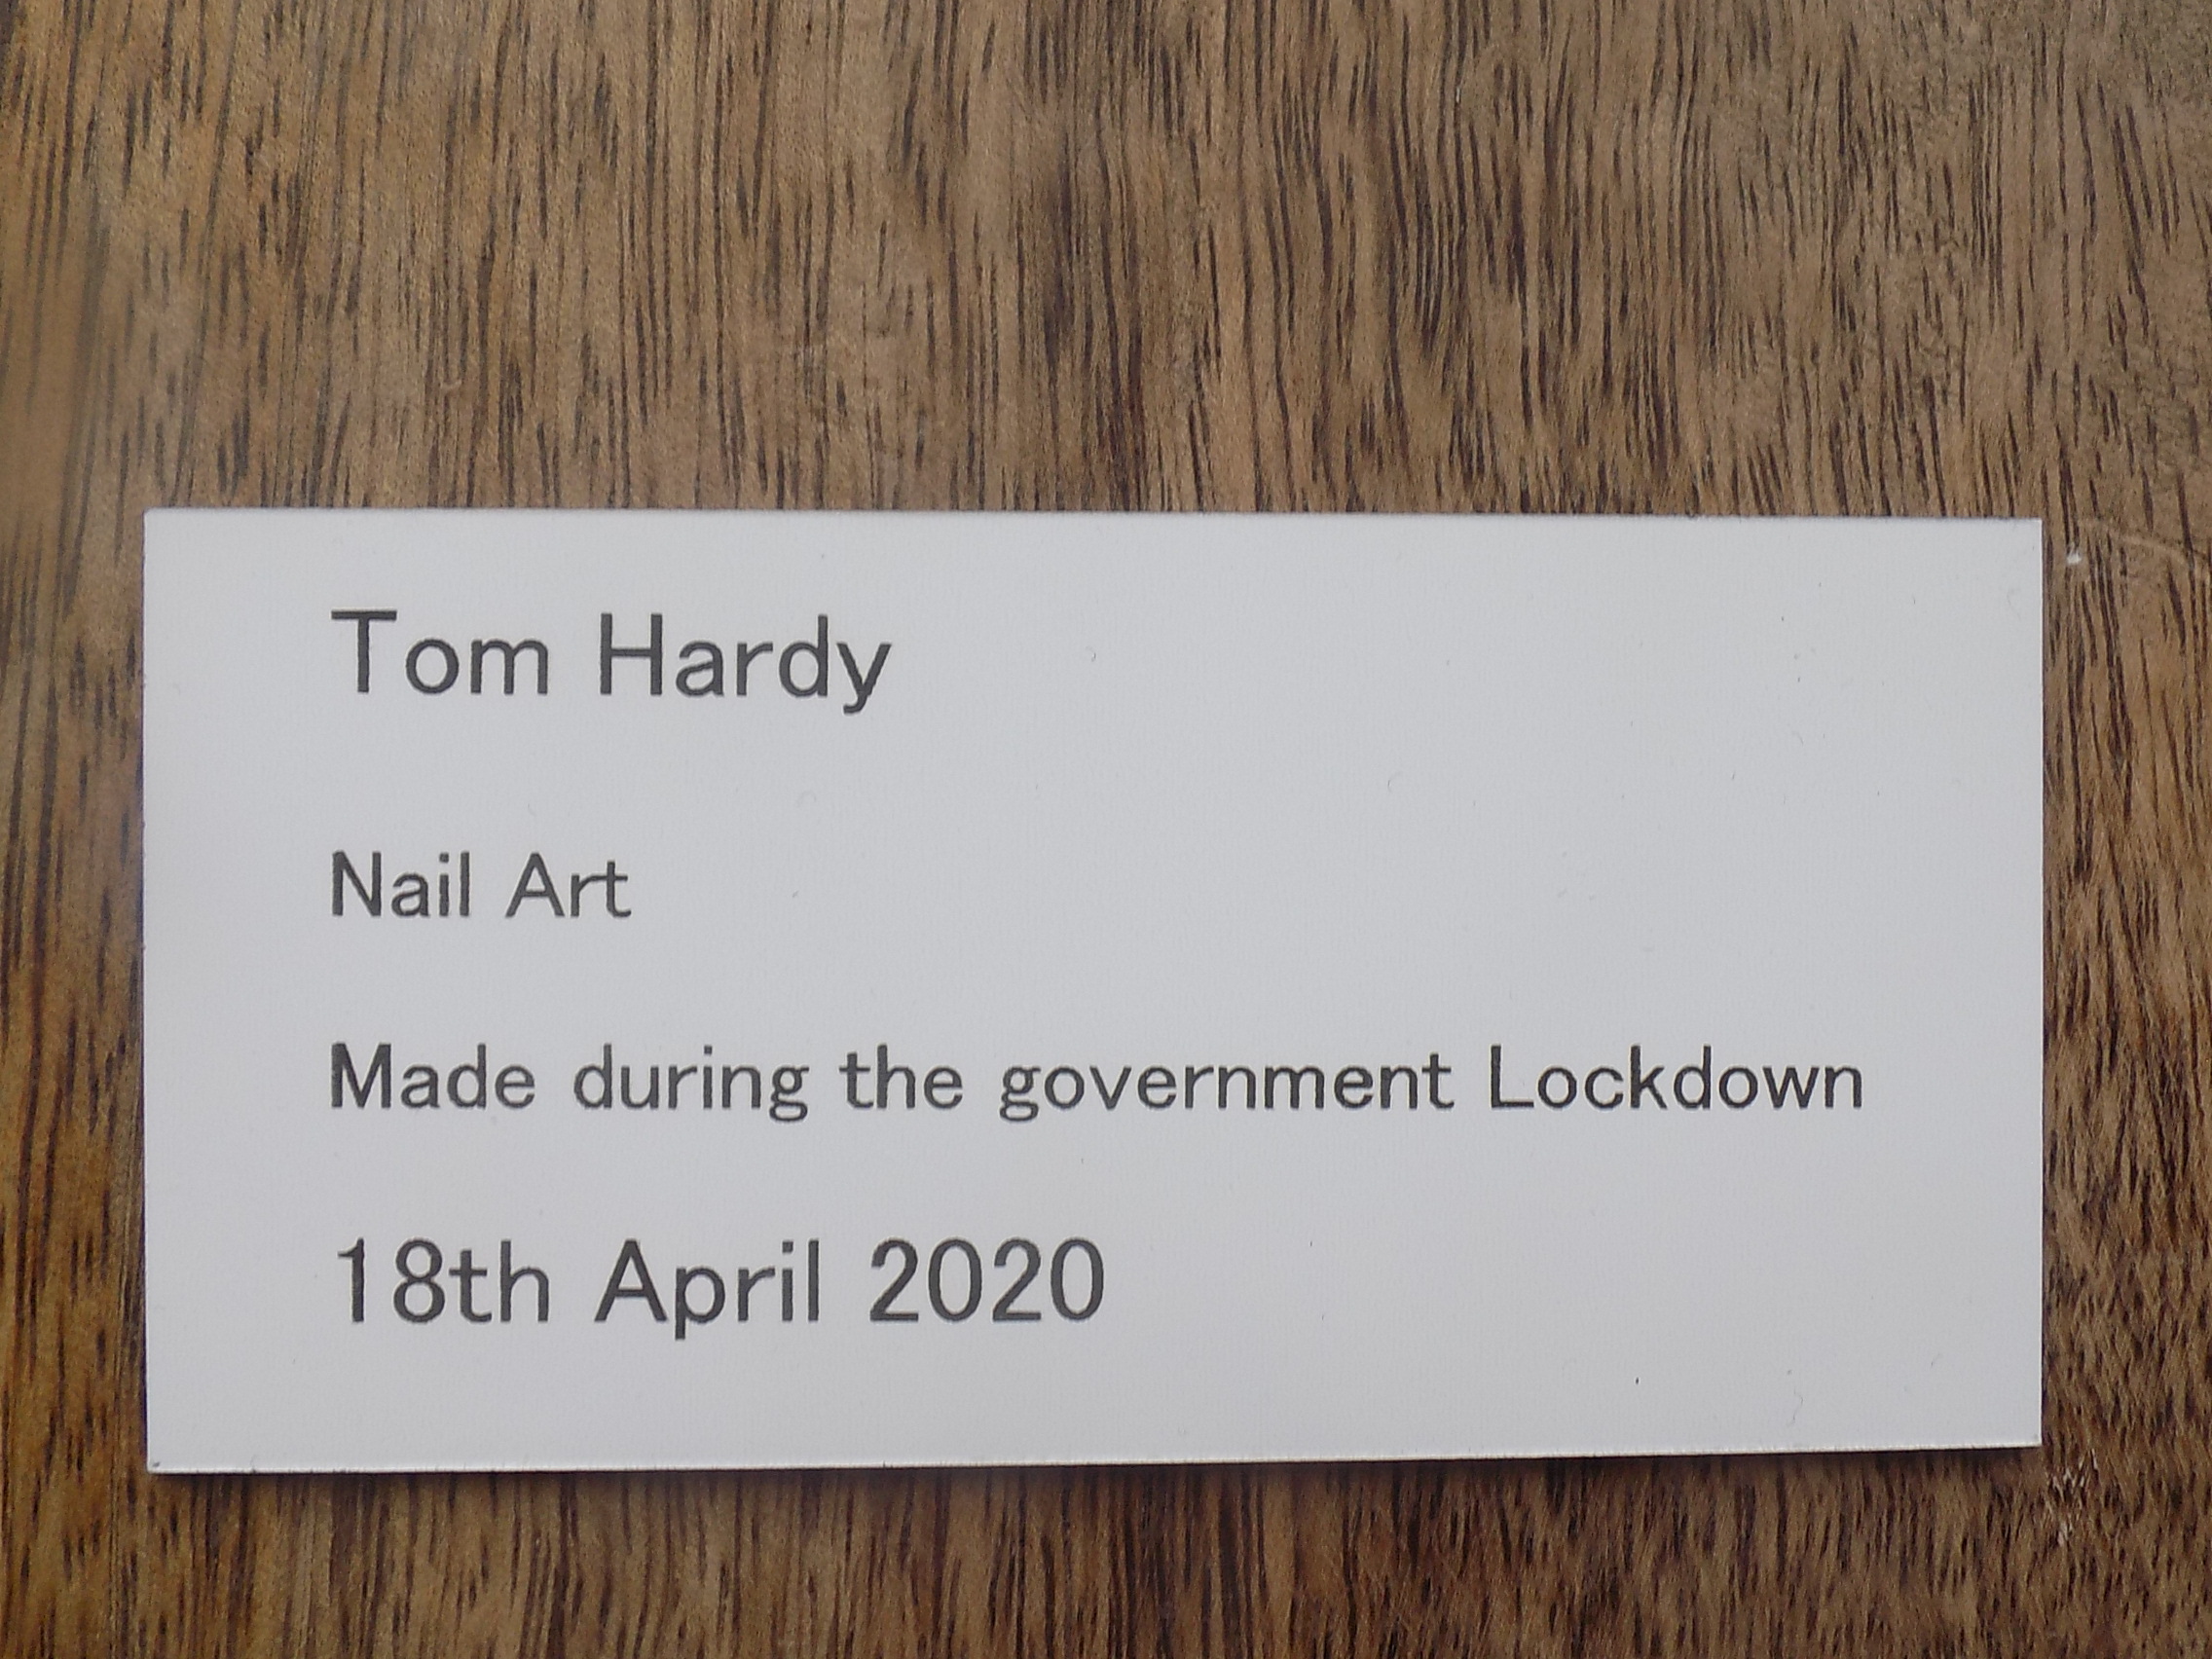 Tom Hardy
Nail Art
Made during the government Lockdown
18th April 2020